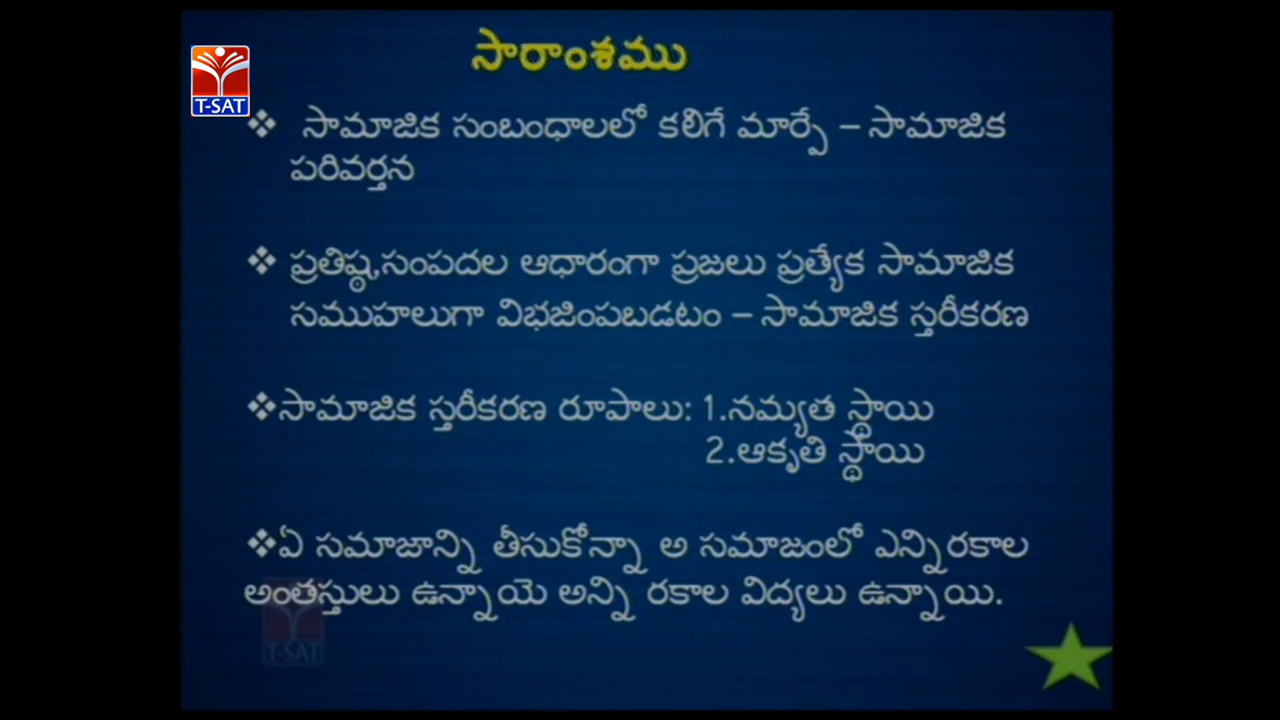 సారాంశము
T-SAT
❖ సామాజిక సంబంధాలలో కలిగే మార్పే – సామాజిక
పరివర్తన
❖ ప్రతిష్ఠ,సంపదల ఆధారంగా ప్రజలు ప్రత్యేక సామాజిక
సముహలుగా విభజింపబడటం – సామాజిక స్తరీకరణ
❖సామాజిక స్తరీకరణ రూపాలు: 1.నమ్యత స్థాయి
2.ఆకృతి స్థాయి
❖ఏ సమాజాన్ని తీసుకోన్నా అ సమాజంలో ఎన్నిరకాల
అంతస్తులు ఉన్నాయె అన్ని రకాల విద్యలు ఉన్నాయి.
T-SAT